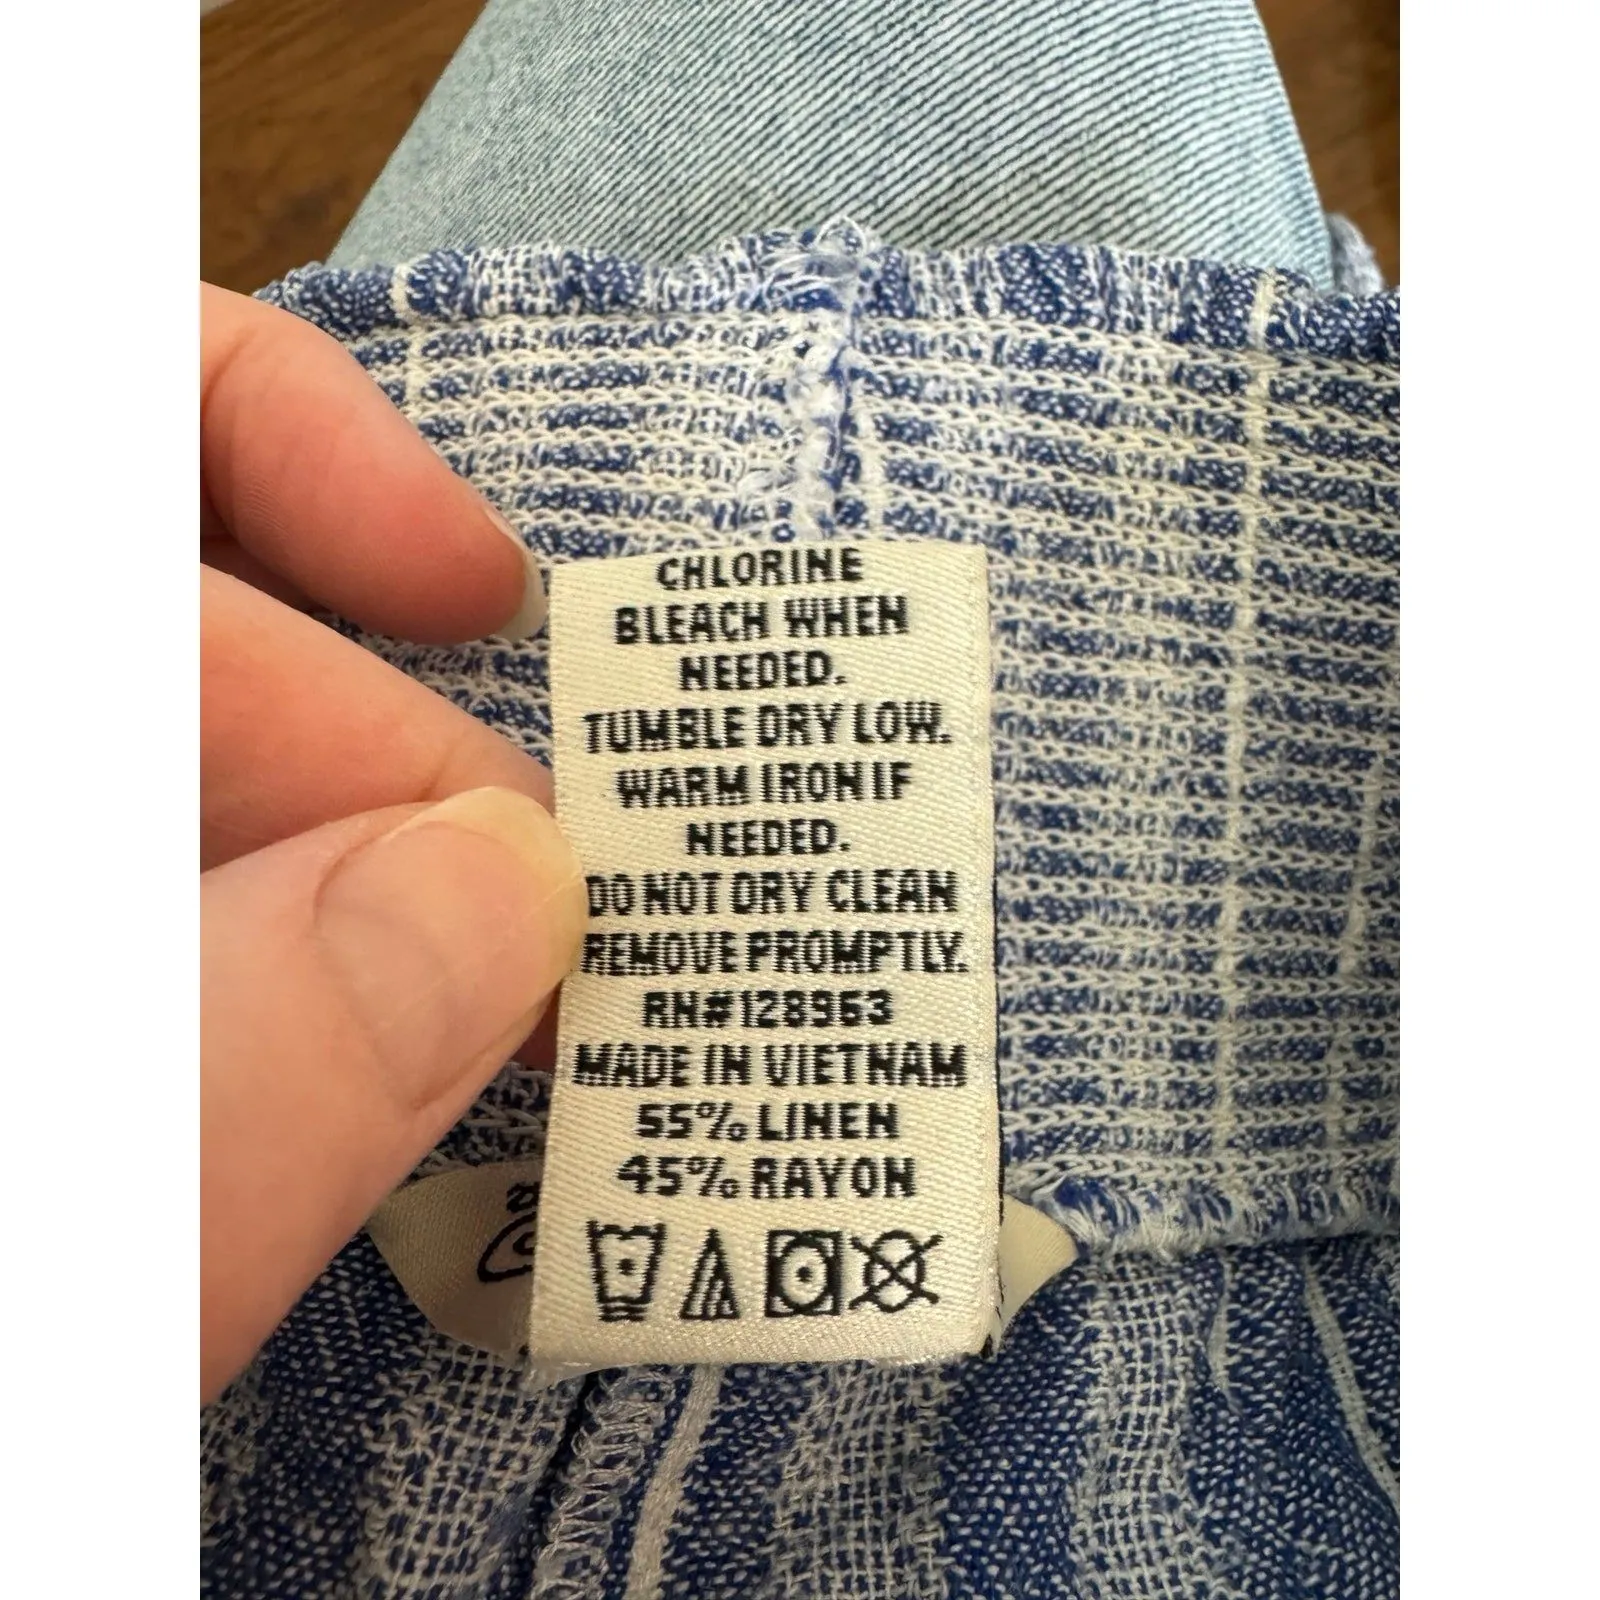 CHLORINE
BLEACH WHEN
NEEDED.
TUMBLE DRY LOW.
WARM IRON IF
NEEDED.
DO NOT DRY CLEAN
REMOVE PROMPTLY.
RN#128963
MADE IN VIETNAM
55% LINEN
45% RAYON